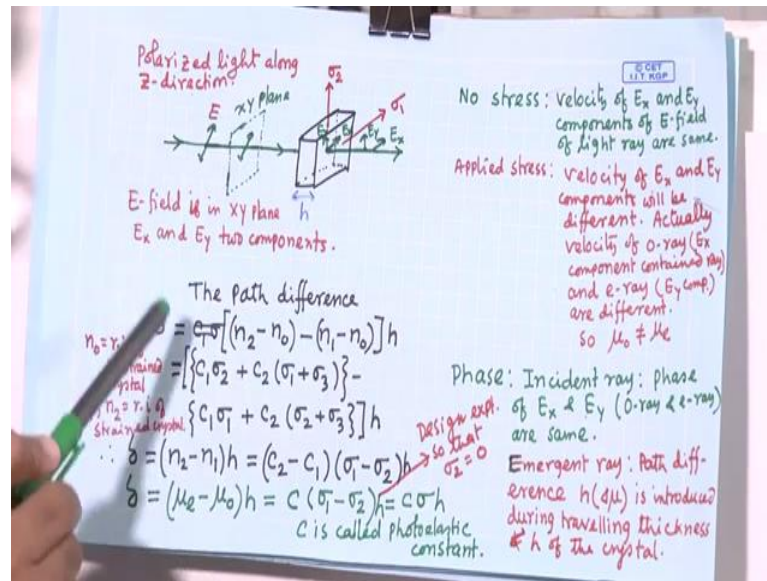 Polarized light along
Z-direction:
xy plane
E
σ₂
σ₁
Ey
Ex
h
E-field is in xy plane
Ex and Ey two components.
The path difference
= C₁σ[(n₂-n₀)-(n₁-n₀)]h
n₀=
=[{C₁σ₂+C₂(σ₁+σ₃)}-
n₂=r.i of
strained crystal.
{C₁σ₁+C₂(σ₂+σ₃)}]h
∴ δ=(n₂-n₁)h=(C₂-C₁)(σ₁-σ₂)h
δ=(μe-μo)h=C(σ₁-σ₂)h=Cσh
Design expt.
so that
σ₂=0
C is called photoelastic
constant.
© CET
I.I.T. KGP
No stress: velocity of Ex and Ey
components of E-field
of light ray are same.
Applied stress: velocity of Ex and Ey
components will be
different. Actually
velocity of o-ray (Ex
component contained ray)
and e-ray (Ey comp.)
are different.
So μo ≠ μe
Phase: Incident ray: phase
of Ex & Ey (o-ray & e-ray)
are same.
Emergent ray: Path diff-
erence h(dμ) is introduced
during travelling thickness
h of the crystal.